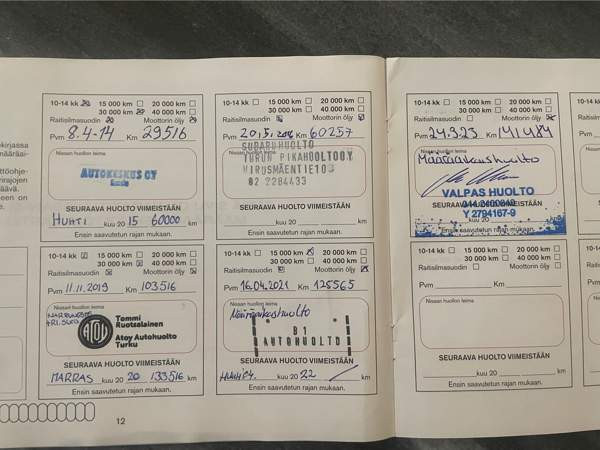 10-14 kk 15 000 km 20 000 km
30 000 km 40 000 km
Raitisilmasuodin Moottorin öljy
Pvm 8.4-14 Km 29516
Nissan huollon leima
AUTOKESKUS OY
SEURAAVA HUOLTO VIIMEISTÄÄN
HUHTI kuu 20 15 60000 km
Ensin saavutetun rajan mukaan.
10-14 kk 15 000 km 20 000 km
30 000 km 40 000 km
Raitisilmasuodin Moottorin öljy
Pvm 20.5.2016 Km 60257
SUBARUHUOLTO
TURUN PIKAHUOLTO OY
VIRUSMÄENTIE 10
02 2284433
SEURAAVA HUOLTO VIIMEISTÄÄN
kuu 20 km
Ensin saavutetun rajan mukaan.
10-14 kk 15 000 km 20 000 km
30 000 km 40 000 km
Raitisilmasuodin Moottorin öljy
Pvm 24.3.23 Km 141484
Nissan huollon leima
Määräaikaishuolto
VALPAS HUOLTO
Y 2794167-9
SEURAAVA HUOLTO VIIMEISTÄÄN
Ensin saavutetun rajan mukaan.
10-14 kk 15 000 km 20 000 km
30 000 km 40 000 km
Raitisilmasuodin Moottorin öljy
Pvm 11.11.2019 Km 103516
Nissan huollon leima
ATOY
Tommi
Ruotsalainen
Atoy Autohuolto
Turku
SEURAAVA HUOLTO VIIMEISTÄÄN
MARRAS kuu 20 20 133516 km
Ensin saavutetun rajan mukaan.
10-14 kk 15 000 km 20 000 km
30 000 km 40 000 km
Raitisilmasuodin Moottorin öljy
Pvm 16.04.2021 Km 125565
Nissan huollon leima
Määräaikaishuolto
B1
AUTOHUOLTO
SEURAAVA HUOLTO VIIMEISTÄÄN
kuu 20 22 km
Ensin saavutetun rajan mukaan.
10-14 kk 15 000 km 20 000 km
30 000 km 40 000 km
Raitisilmasuodin Moottorin öljy
Pvm Km
Nissan huollon leima
SEURAAVA HUOLTO VIIMEISTÄÄN
kuu 20 km
Ensin saavutetun rajan mukaan.
12